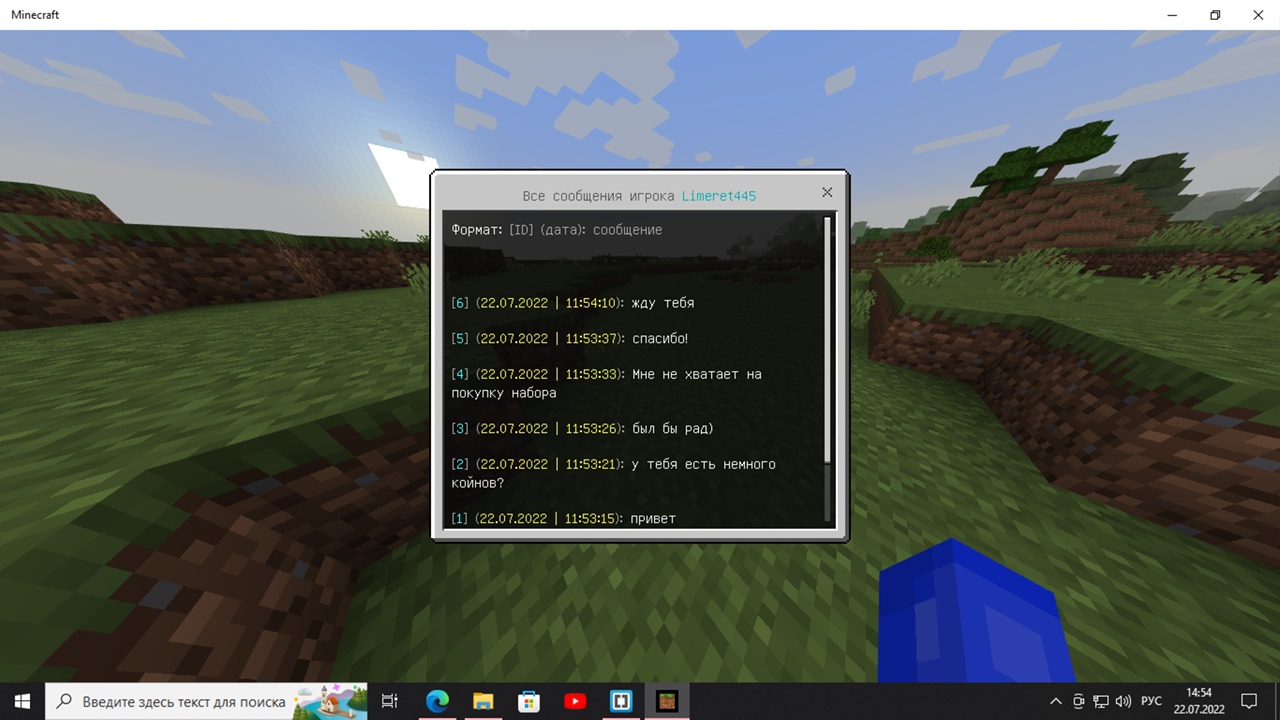 Minecraft
Все сообщения игрока Limeret445
Формат: [ID] (дата): сообщение
[6] (22.07.2022 | 11:54:10): жду тебя
[5] (22.07.2022 | 11:53:37): спасибо!
[4] (22.07.2022 | 11:53:33): Мне не хватает на
покупку набора
[3] (22.07.2022 | 11:53:26): был бы рад)
[2] (22.07.2022 | 11:53:21): у тебя есть немного
койнов?
[1] (22.07.2022 | 11:53:15): привет
Введите здесь текст для поиска
РУС
14:54
22.07.2022